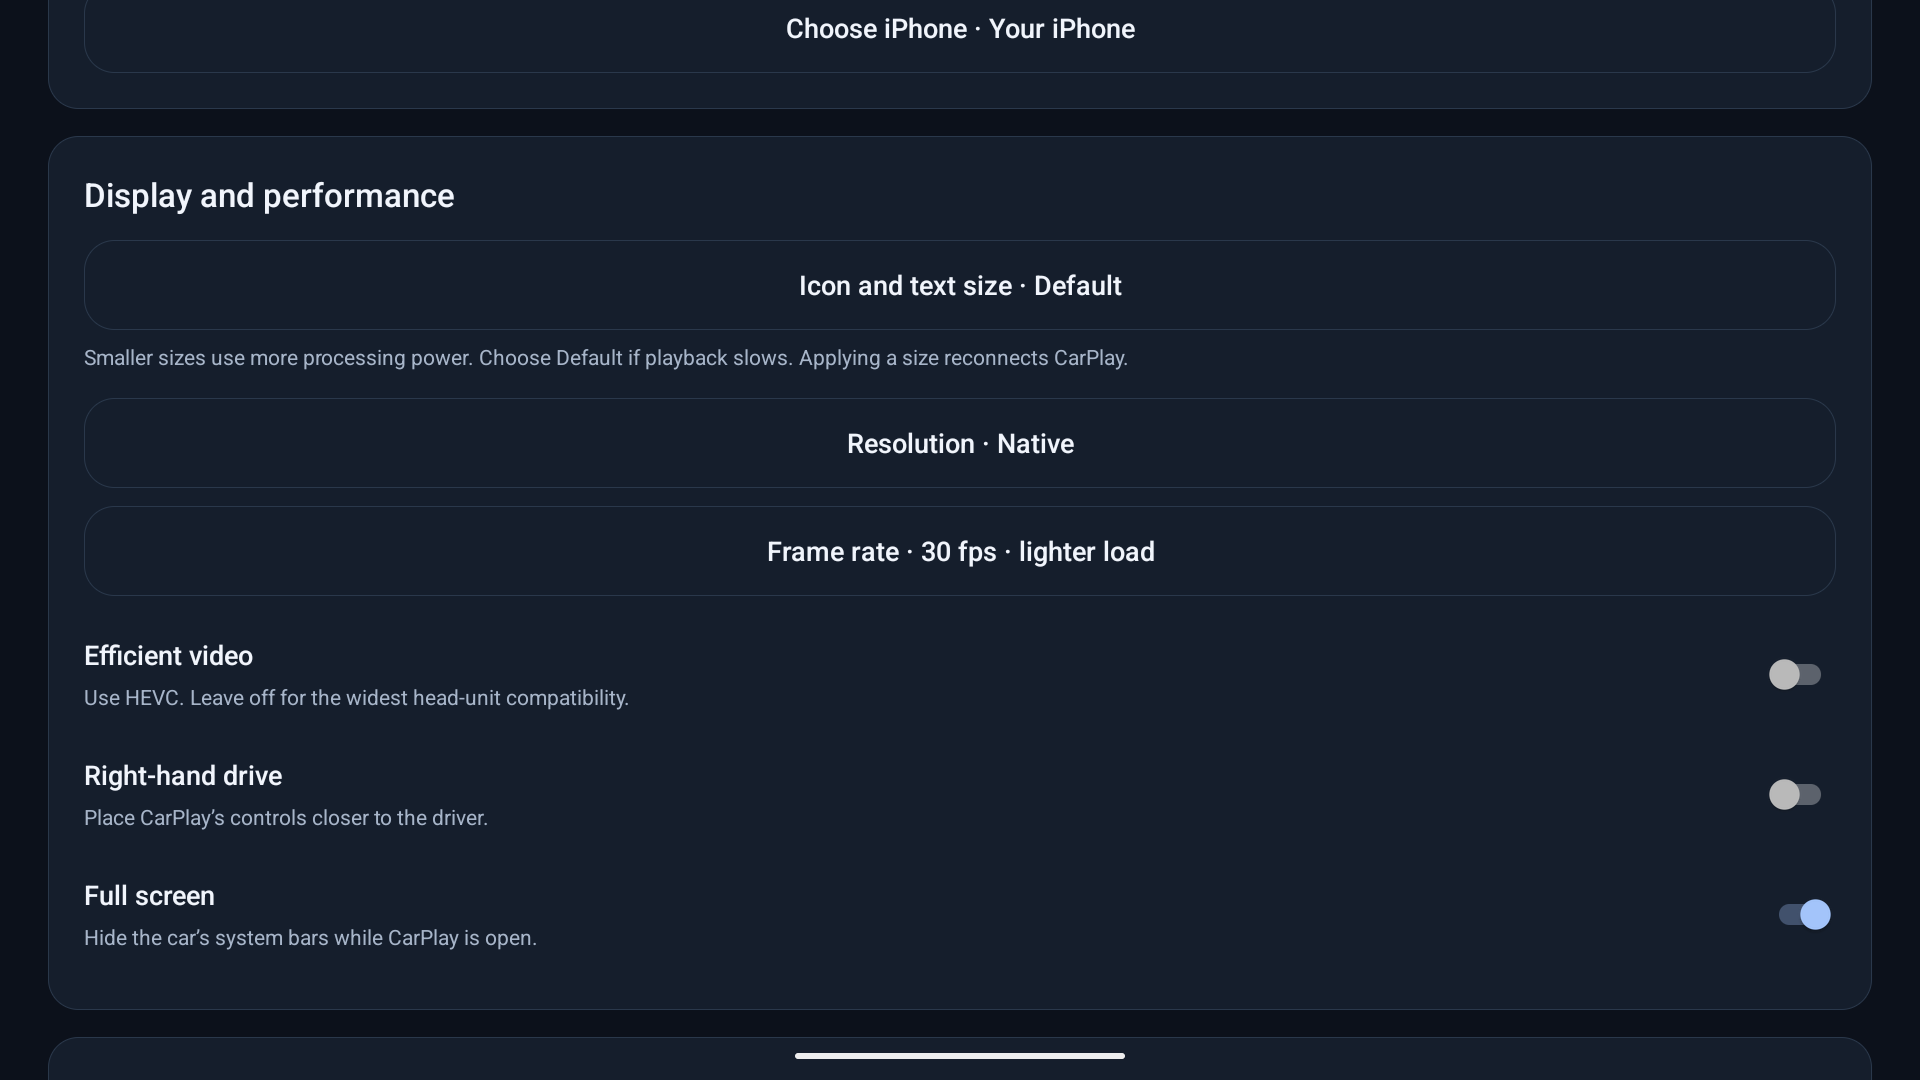 Choose iPhone · Your iPhone
Display and performance
Icon and text size · Default
Smaller sizes use more processing power. Choose Default if playback slows. Applying a size reconnects CarPlay.
Resolution · Native
Frame rate · 30 fps · lighter load
Efficient video
Use HEVC. Leave off for the widest head-unit compatibility.
Right-hand drive
Place CarPlay’s controls closer to the driver.
Full screen
Hide the car’s system bars while CarPlay is open.